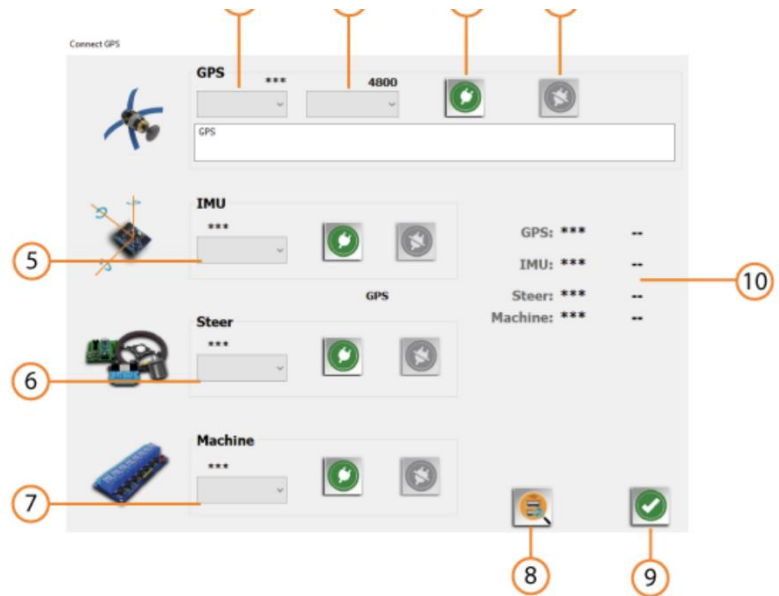 Connect GPS
GPS
*** 4800
GPS
IMU
***
5
GPS: *** --
IMU: *** --
10
GPS
Steer: *** --
Machine: *** --
Steer
***
6
Machine
***
7
8
9